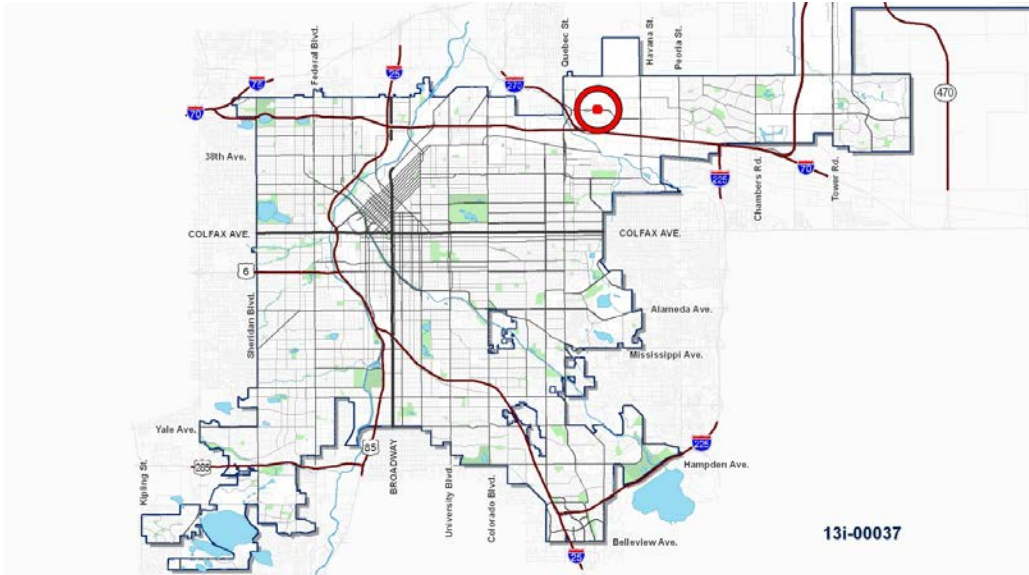 Federal Blvd.
25
Quebec St.
Havana St.
Peoria St.
76
270
70
470
38th Ave.
225
Chambers Rd.
70
Tower Rd.
COLFAX AVE.
COLFAX AVE.
6
Sheridan Blvd.
Alameda Ave.
Mississippi Ave.
Yale Ave.
85
225
Kipling St.
285
BROADWAY
University Blvd.
Colorado Blvd.
Hampden Ave.
Belleview Ave.
25
13i-00037